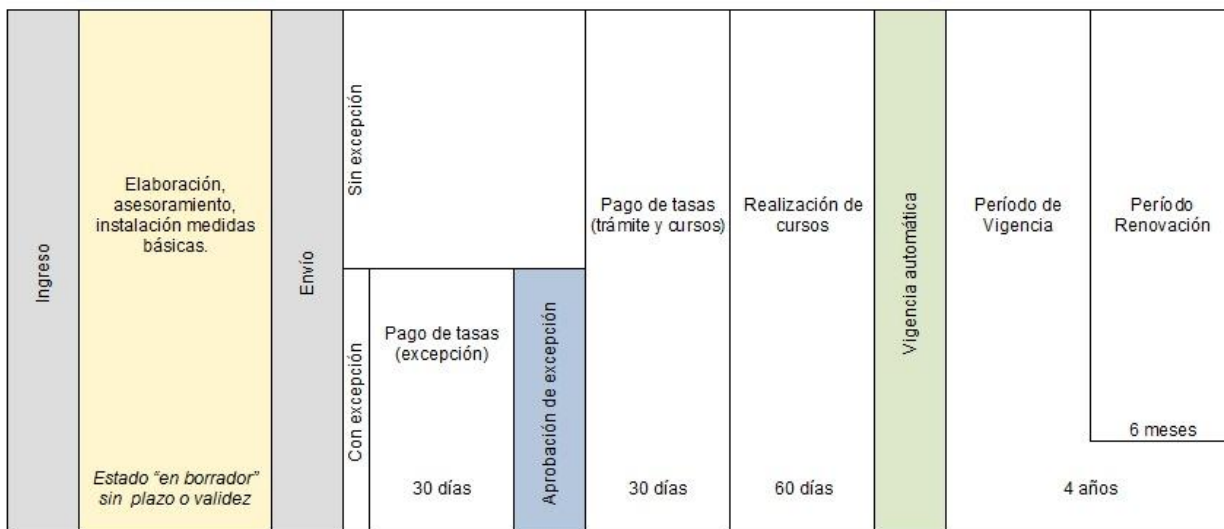 Ingreso
Elaboración,
asesoramiento,
instalación medidas
básicas.
Estado "en borrador"
sin plazo o validez
Envío
Sin excepción
Con excepción
Pago de tasas
(excepción)
30 días
Aprobación de excepción
Pago de tasas
(trámite y cursos)
30 días
Realización de
cursos
60 días
Vigencia automática
Período de
Vigencia
Período
Renovación
6 meses
4 años